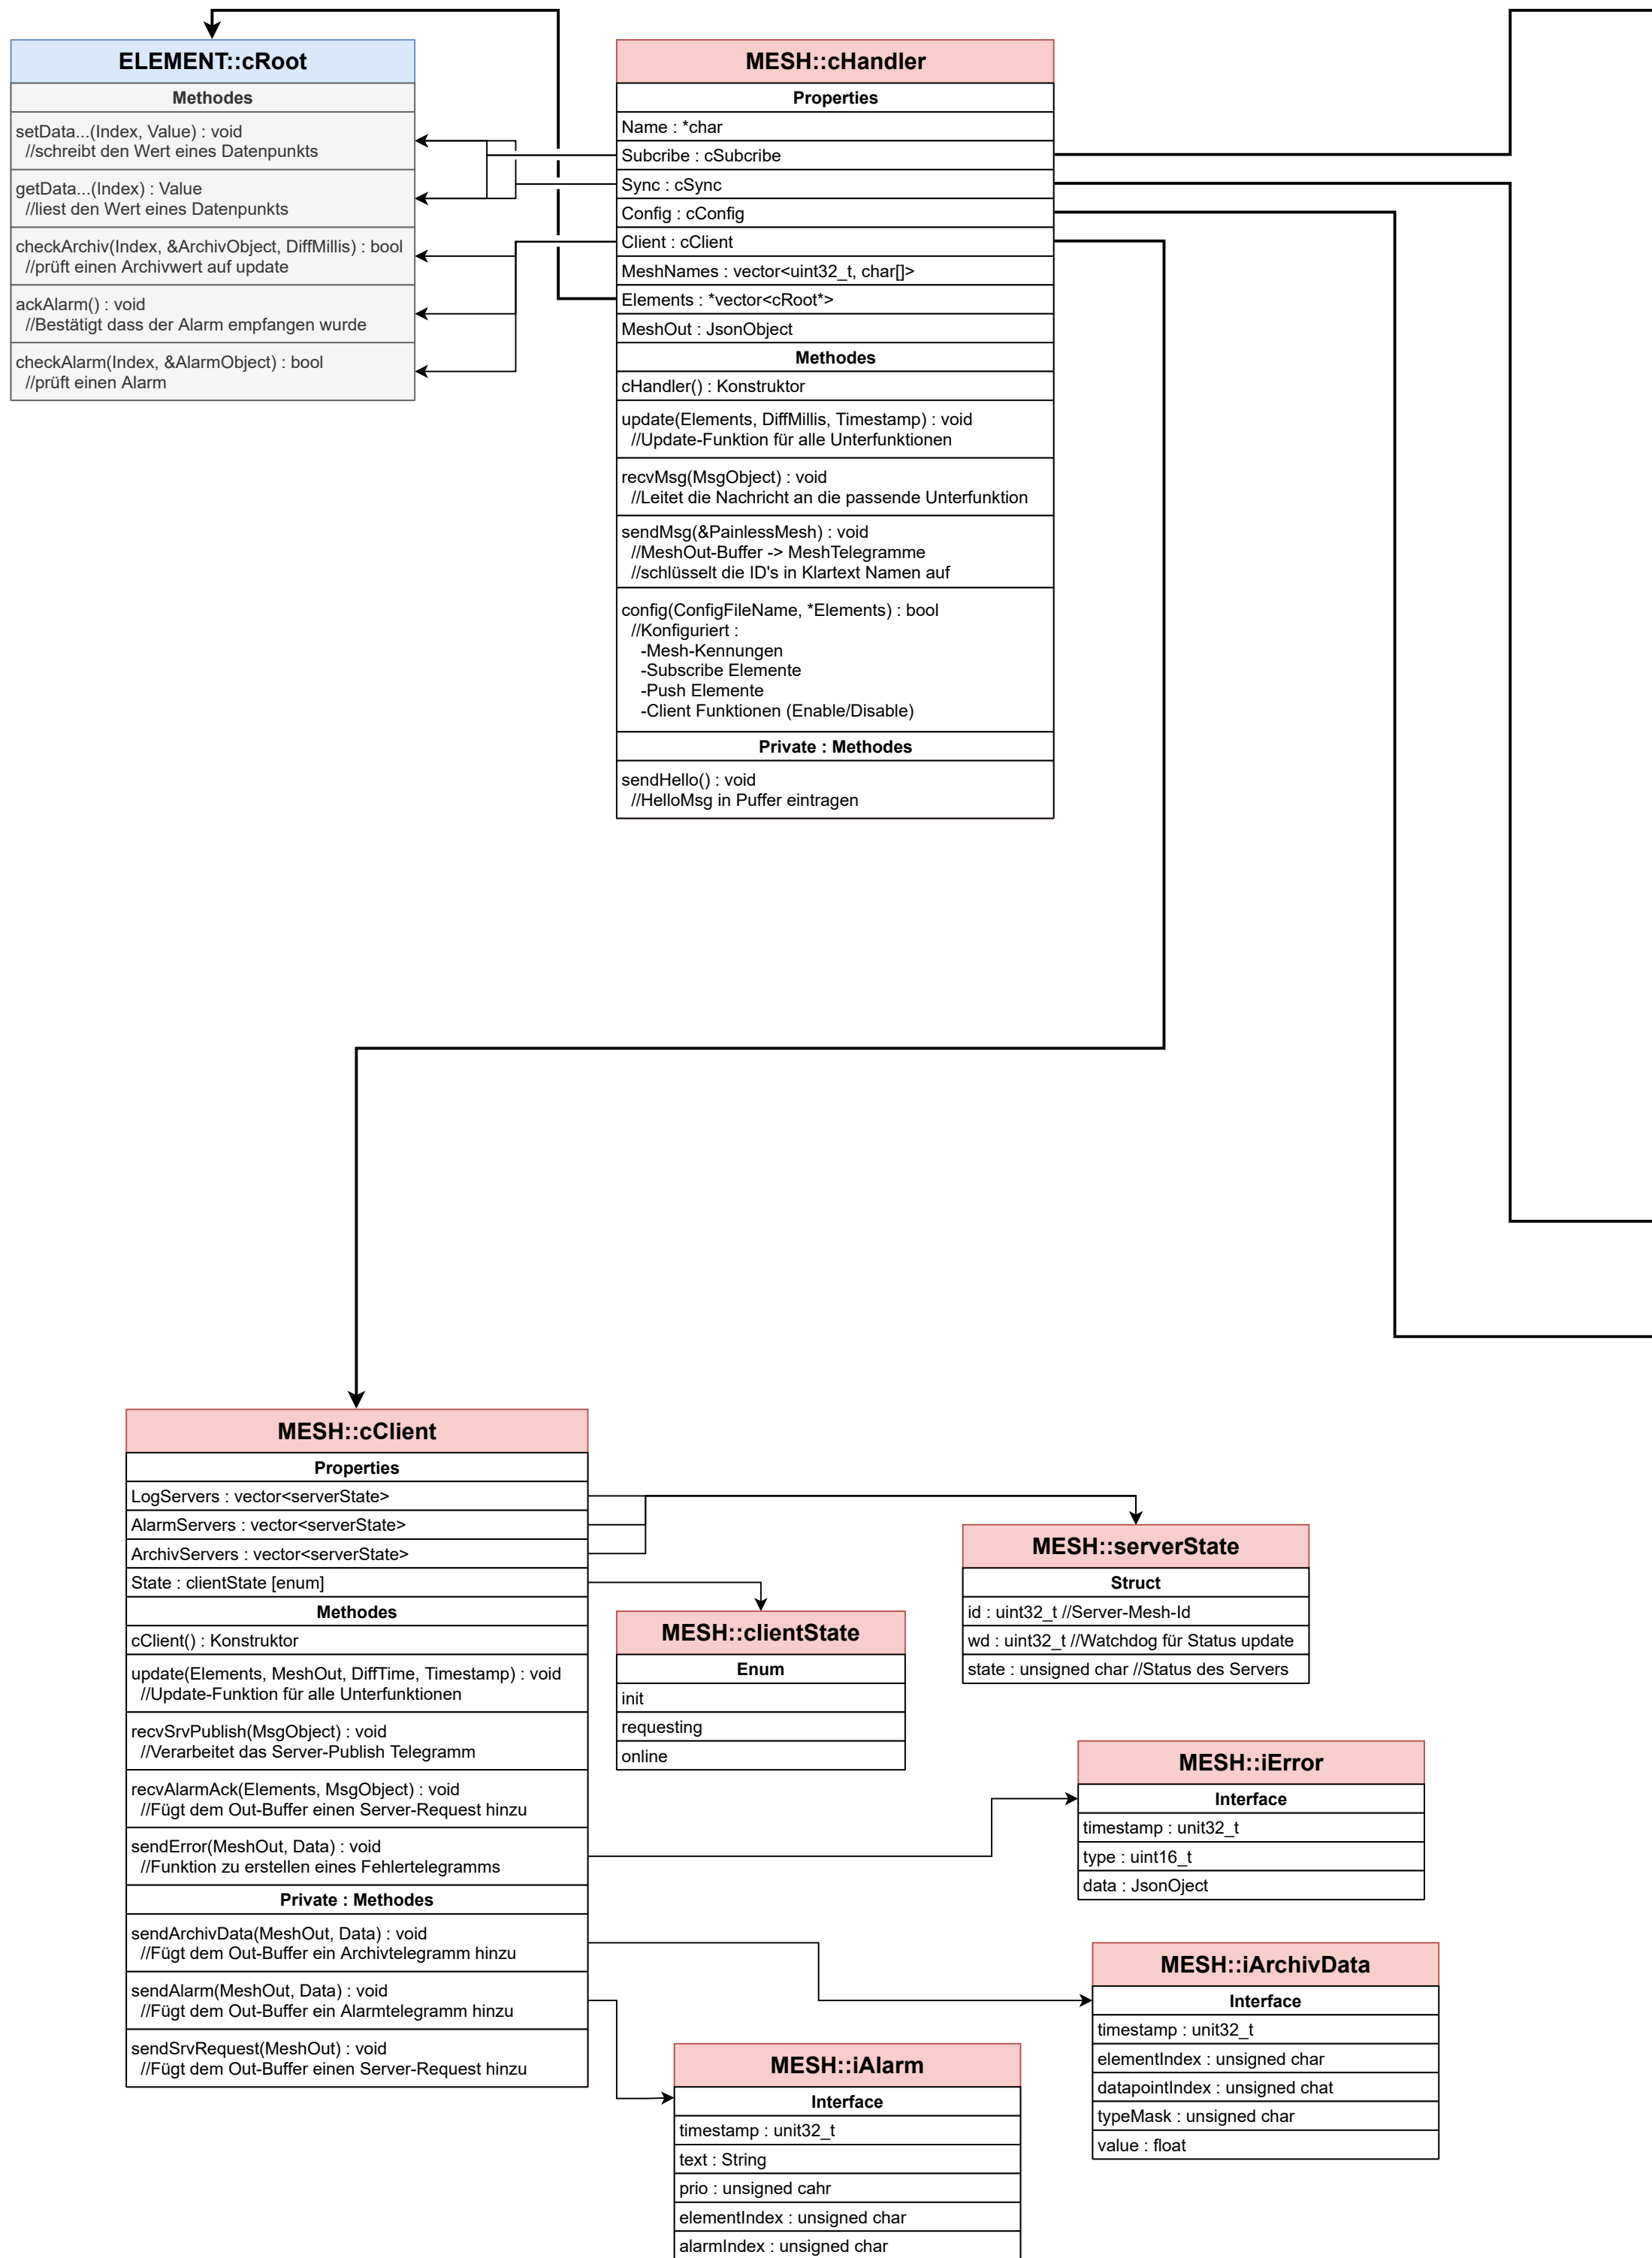 ELEMENT::cRoot
Methodes
setData...(Index, Value) : void
//schreibt den Wert eines Datenpunkts
getData...(Index) : Value
//liest den Wert eines Datenpunkts
checkArchiv(Index, &ArchivObject, DiffMillis) : bool
//prüft einen Archivwert auf update
ackAlarm() : void
//Bestätigt dass der Alarm empfangen wurde
checkAlarm(Index, &AlarmObject) : bool
//prüft einen Alarm
MESH::cHandler
Properties
Name : *char
Subcribe : cSubcribe
Sync : cSync
Config : cConfig
Client : cClient
MeshNames : vector<uint32_t, char[]>
Elements : *vector<cRoot*>
MeshOut : JsonObject
Methodes
cHandler() : Konstruktor
update(Elements, DiffMillis, Timestamp) : void
//Update-Funktion für alle Unterfunktionen
recvMsg(MsgObject) : void
//Leitet die Nachricht an die passende Unterfunktion
sendMsg(&PainlessMesh) : void
//MeshOut-Buffer -> MeshTelegramme
//schlüsselt die ID's in Klartext Namen auf
config(ConfigFileName, *Elements) : bool
//Konfiguriert :
-Mesh-Kennungen
-Subscribe Elemente
-Push Elemente
-Client Funktionen (Enable/Disable)
Private : Methodes
sendHello() : void
//HelloMsg in Puffer eintragen
MESH::cClient
Properties
LogServers : vector<serverState>
AlarmServers : vector<serverState>
ArchivServers : vector<serverState>
State : clientState [enum]
Methodes
cClient() : Konstruktor
update(Elements, MeshOut, DiffTime, Timestamp) : void
//Update-Funktion für alle Unterfunktionen
recvSrvPublish(MsgObject) : void
//Verarbeitet das Server-Publish Telegramm
recvAlarmAck(Elements, MsgObject) : void
//Fügt dem Out-Buffer einen Server-Request hinzu
sendError(MeshOut, Data) : void
//Funktion zu erstellen eines Fehlertelegramms
Private : Methodes
sendArchivData(MeshOut, Data) : void
//Fügt dem Out-Buffer ein Archivtelegramm hinzu
sendAlarm(MeshOut, Data) : void
//Fügt dem Out-Buffer ein Alarmtelegramm hinzu
sendSrvRequest(MeshOut) : void
//Fügt dem Out-Buffer einen Server-Request hinzu
MESH::clientState
Enum
init
requesting
online
MESH::serverState
Struct
id : uint32_t //Server-Mesh-Id
wd : uint32_t //Watchdog für Status update
state : unsigned char //Status des Servers
MESH::iError
Interface
timestamp : unit32_t
type : uint16_t
data : JsonOject
MESH::iArchivData
Interface
timestamp : unit32_t
elementIndex : unsigned char
datapointIndex : unsigned chat
typeMask : unsigned char
value : float
MESH::iAlarm
Interface
timestamp : unit32_t
text : String
prio : unsigned cahr
elementIndex : unsigned char
alarmIndex : unsigned char